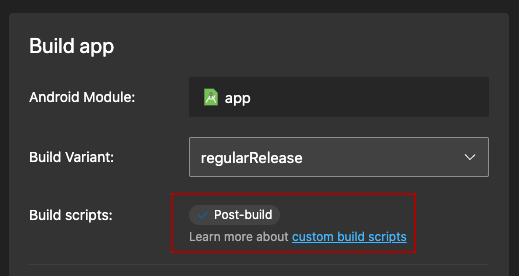 Build app
Android Module: app
Build Variant: regularRelease
Build scripts: Post-build
Learn more about custom build scripts